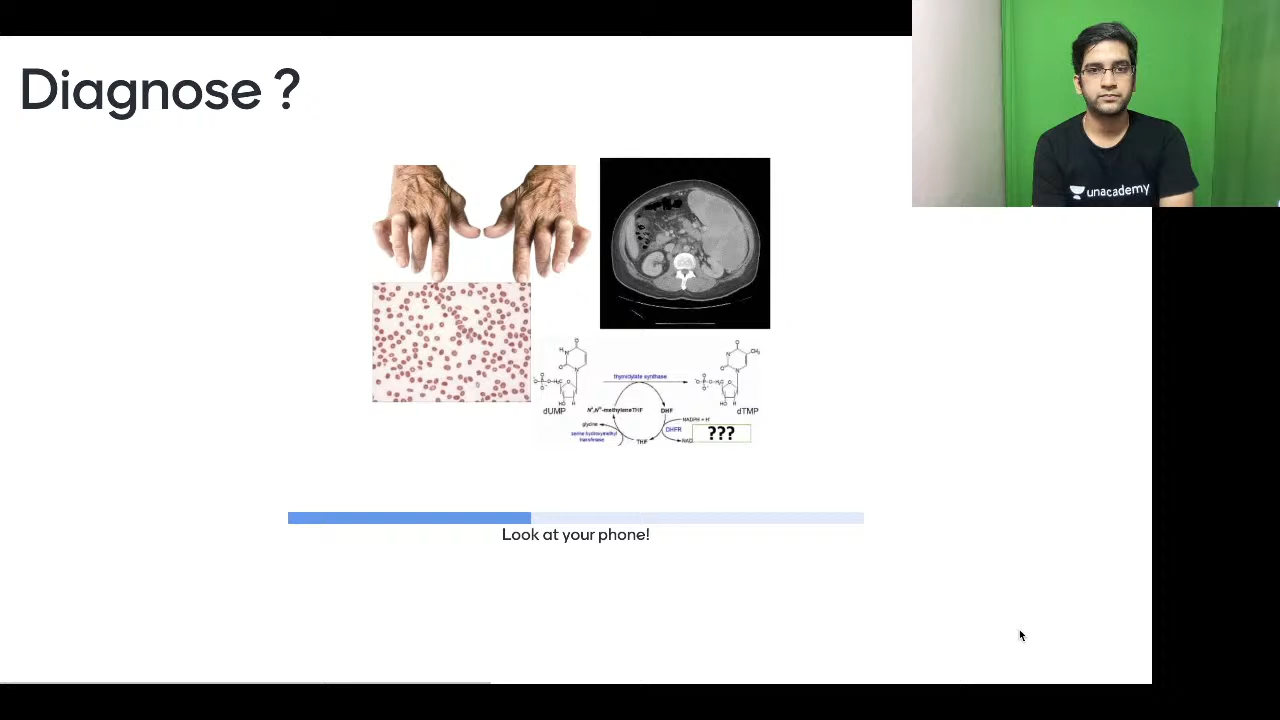 Diagnose ?
unacademy
thymidylate synthase
dUMP
N⁵,N¹⁰-methyleneTHF
DHF
dTMP
glycine
NADPH + H⁺
serine hydroxymethyl
transferase
DHFR
???
THF
NAD
Look at your phone!